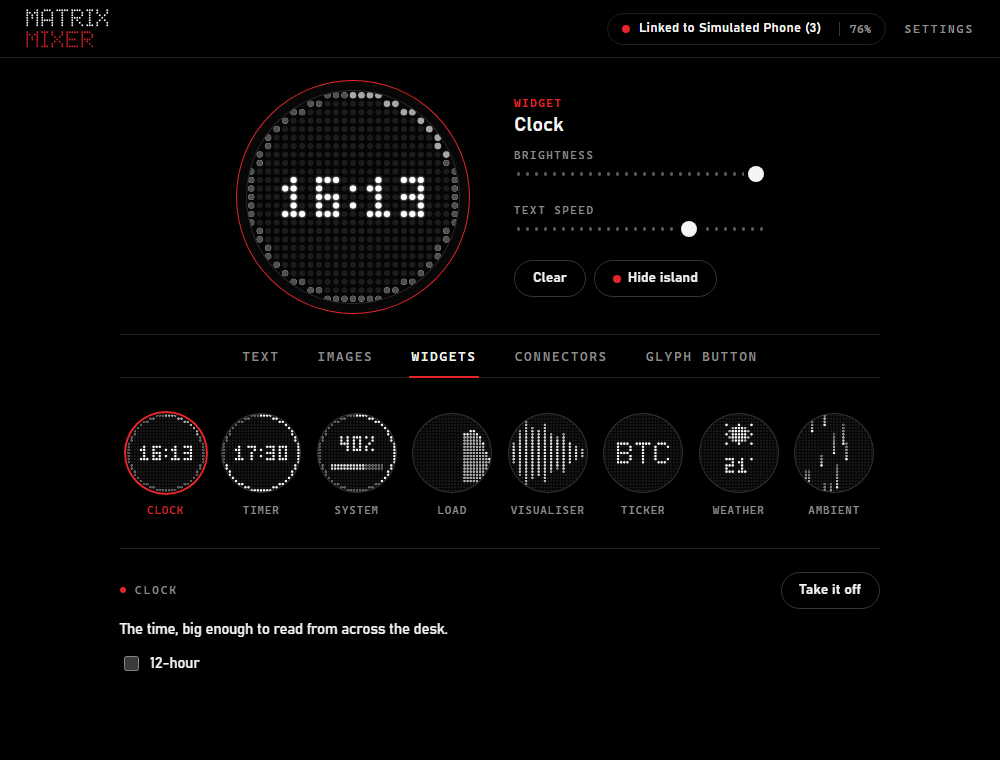 MATRIX
MIXER
Linked to Simulated Phone (3) 76% SETTINGS
16:13
WIDGET
Clock
BRIGHTNESS
TEXT SPEED
Clear Hide island
TEXT IMAGES WIDGETS CONNECTORS GLYPH BUTTON
16:13 17:30 40% BTC 21°
CLOCK TIMER SYSTEM LOAD VISUALISER TICKER WEATHER AMBIENT
CLOCK Take it off
The time, big enough to read from across the desk.
12-hour